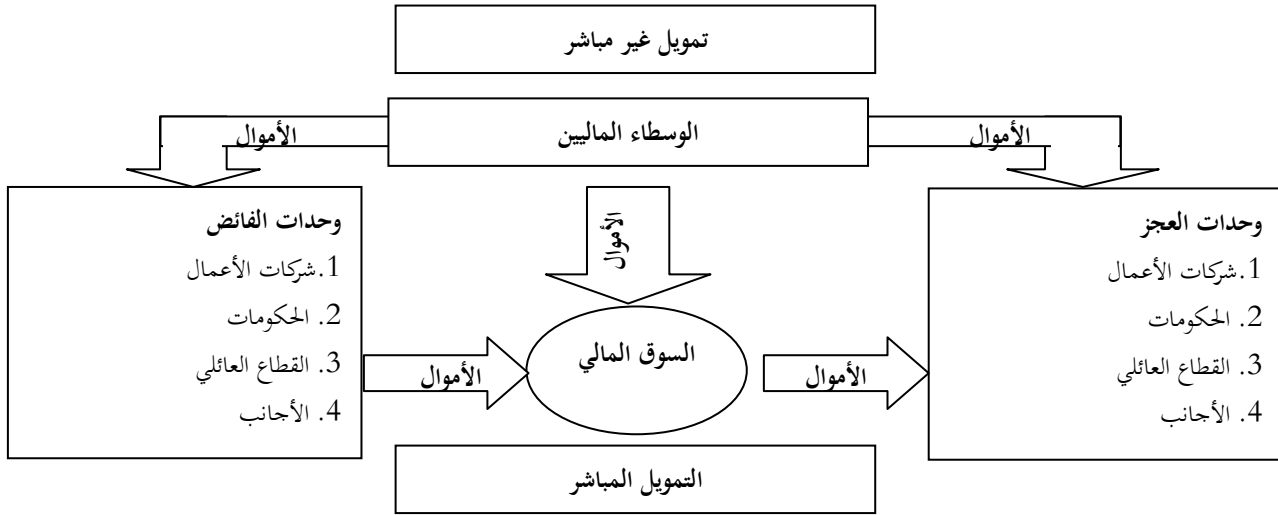 تمويل غير مباشر
الوسطاء الماليين
الأموال
الأموال
وحدات العجز
1.شركات الأعمال
2. الحكومات
3. القطاع العائلي
4. الأجانب
الأموال
وحدات الفائض
1.شركات الأعمال
2. الحكومات
3. القطاع العائلي
4. الأجانب
السوق المالي
الأموال
الأموال
التمويل المباشر